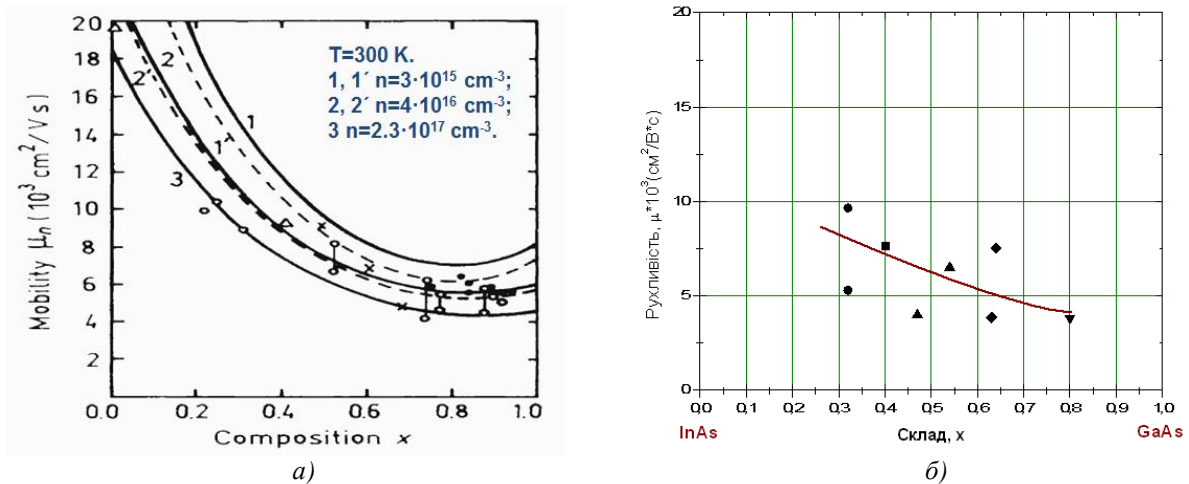 20
18
16
14
12
10
8
6
4
2
0.0 0.2 0.4 0.6 0.8 1.0
Mobility μn (10³ cm²/V s)
Composition x
1
2
2′
1′
3
T=300 K.
1, 1´ n=3·10¹⁵ cm⁻³;
2, 2´ n=4·10¹⁶ cm⁻³;
3 n=2.3·10¹⁷ cm⁻³.
а)
20
15
10
5
0
Рухливість, μ*10³(см²/В*с)
0,0 0,1 0,2 0,3 0,4 0,5 0,6 0,7 0,8 0,9 1,0
InAs Склад, x GaAs
б)